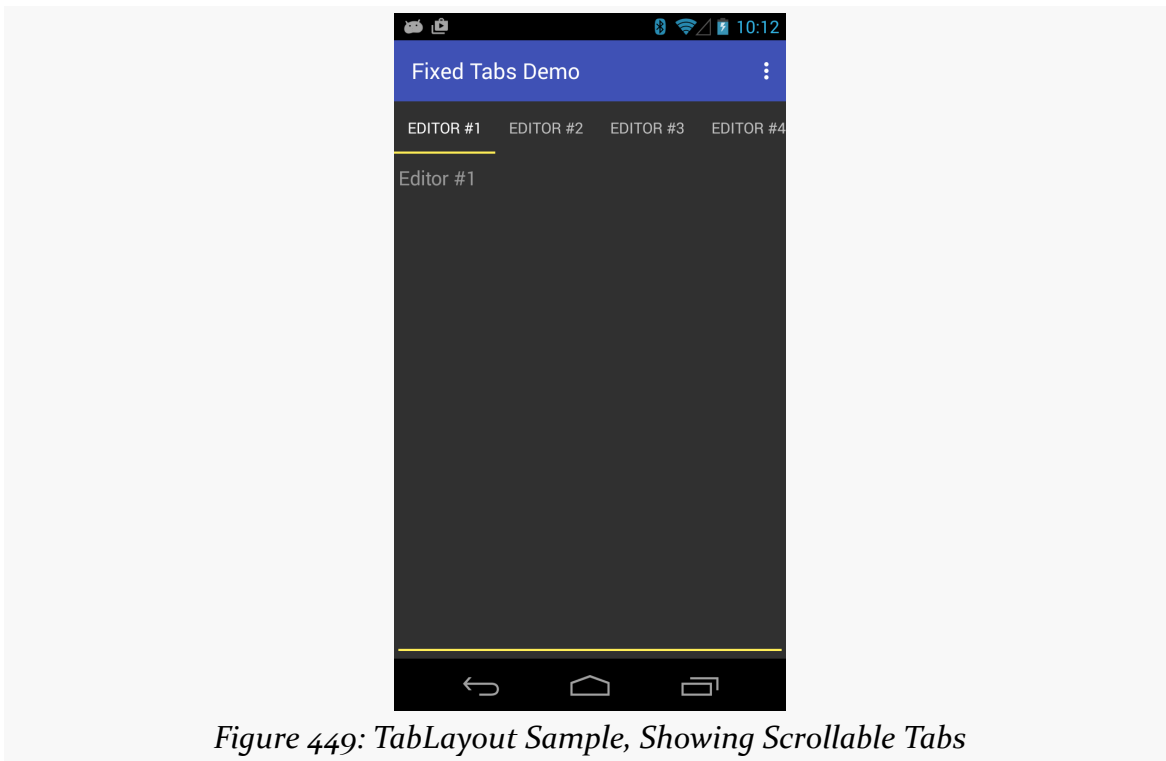 10:12
Fixed Tabs Demo
EDITOR #1 EDITOR #2 EDITOR #3 EDITOR #4
Editor #1
Figure 449: TabLayout Sample, Showing Scrollable Tabs